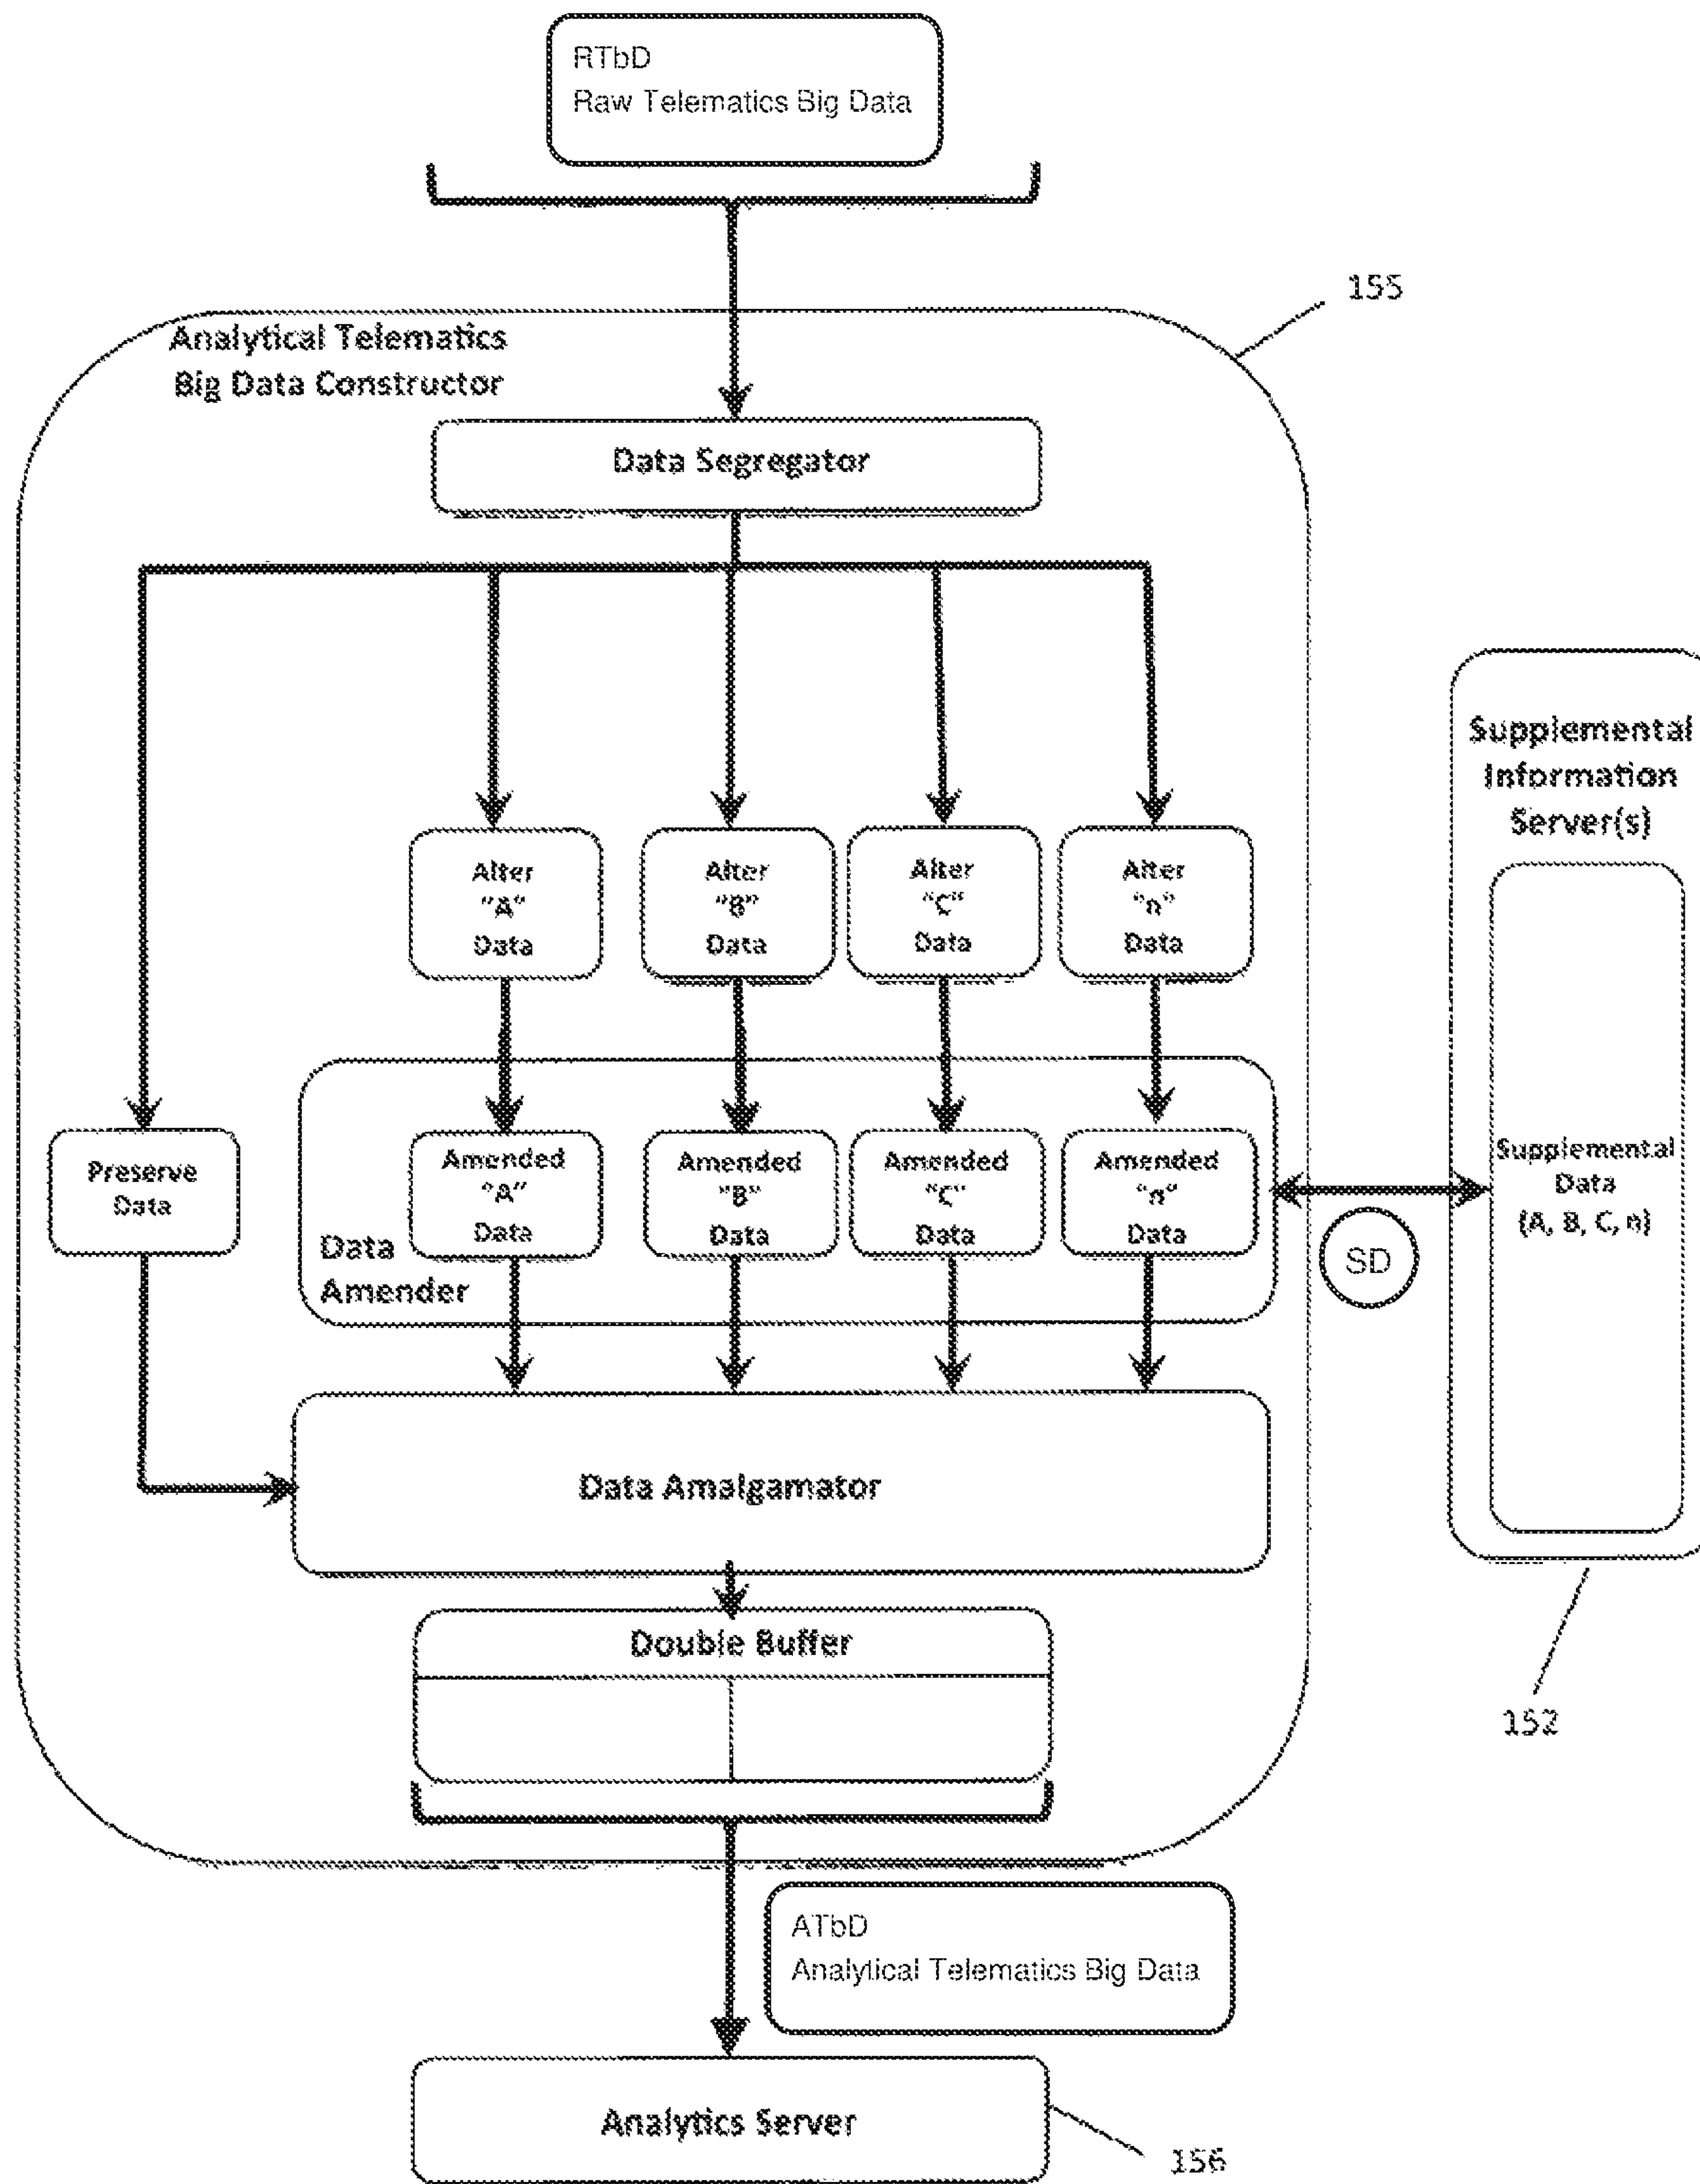 RTbD
Raw Telematics Big Data
155
Analytical Telematics
Big Data Constructor
Data Segregator
Supplemental
Information
Server(s)
Alter
"A"
Data
Alter
"B"
Data
Alter
"C"
Data
Alter
"n"
Data
Preserve
Data
Amended
"A"
Data
Amended
"B"
Data
Amended
"C"
Data
Amended
"n"
Data
Data
Amender
Supplemental
Data
(A, B, C, n)
SD
Data Amalgamator
Double Buffer
152
ATbD
Analytical Telematics Big Data
Analytics Server
156